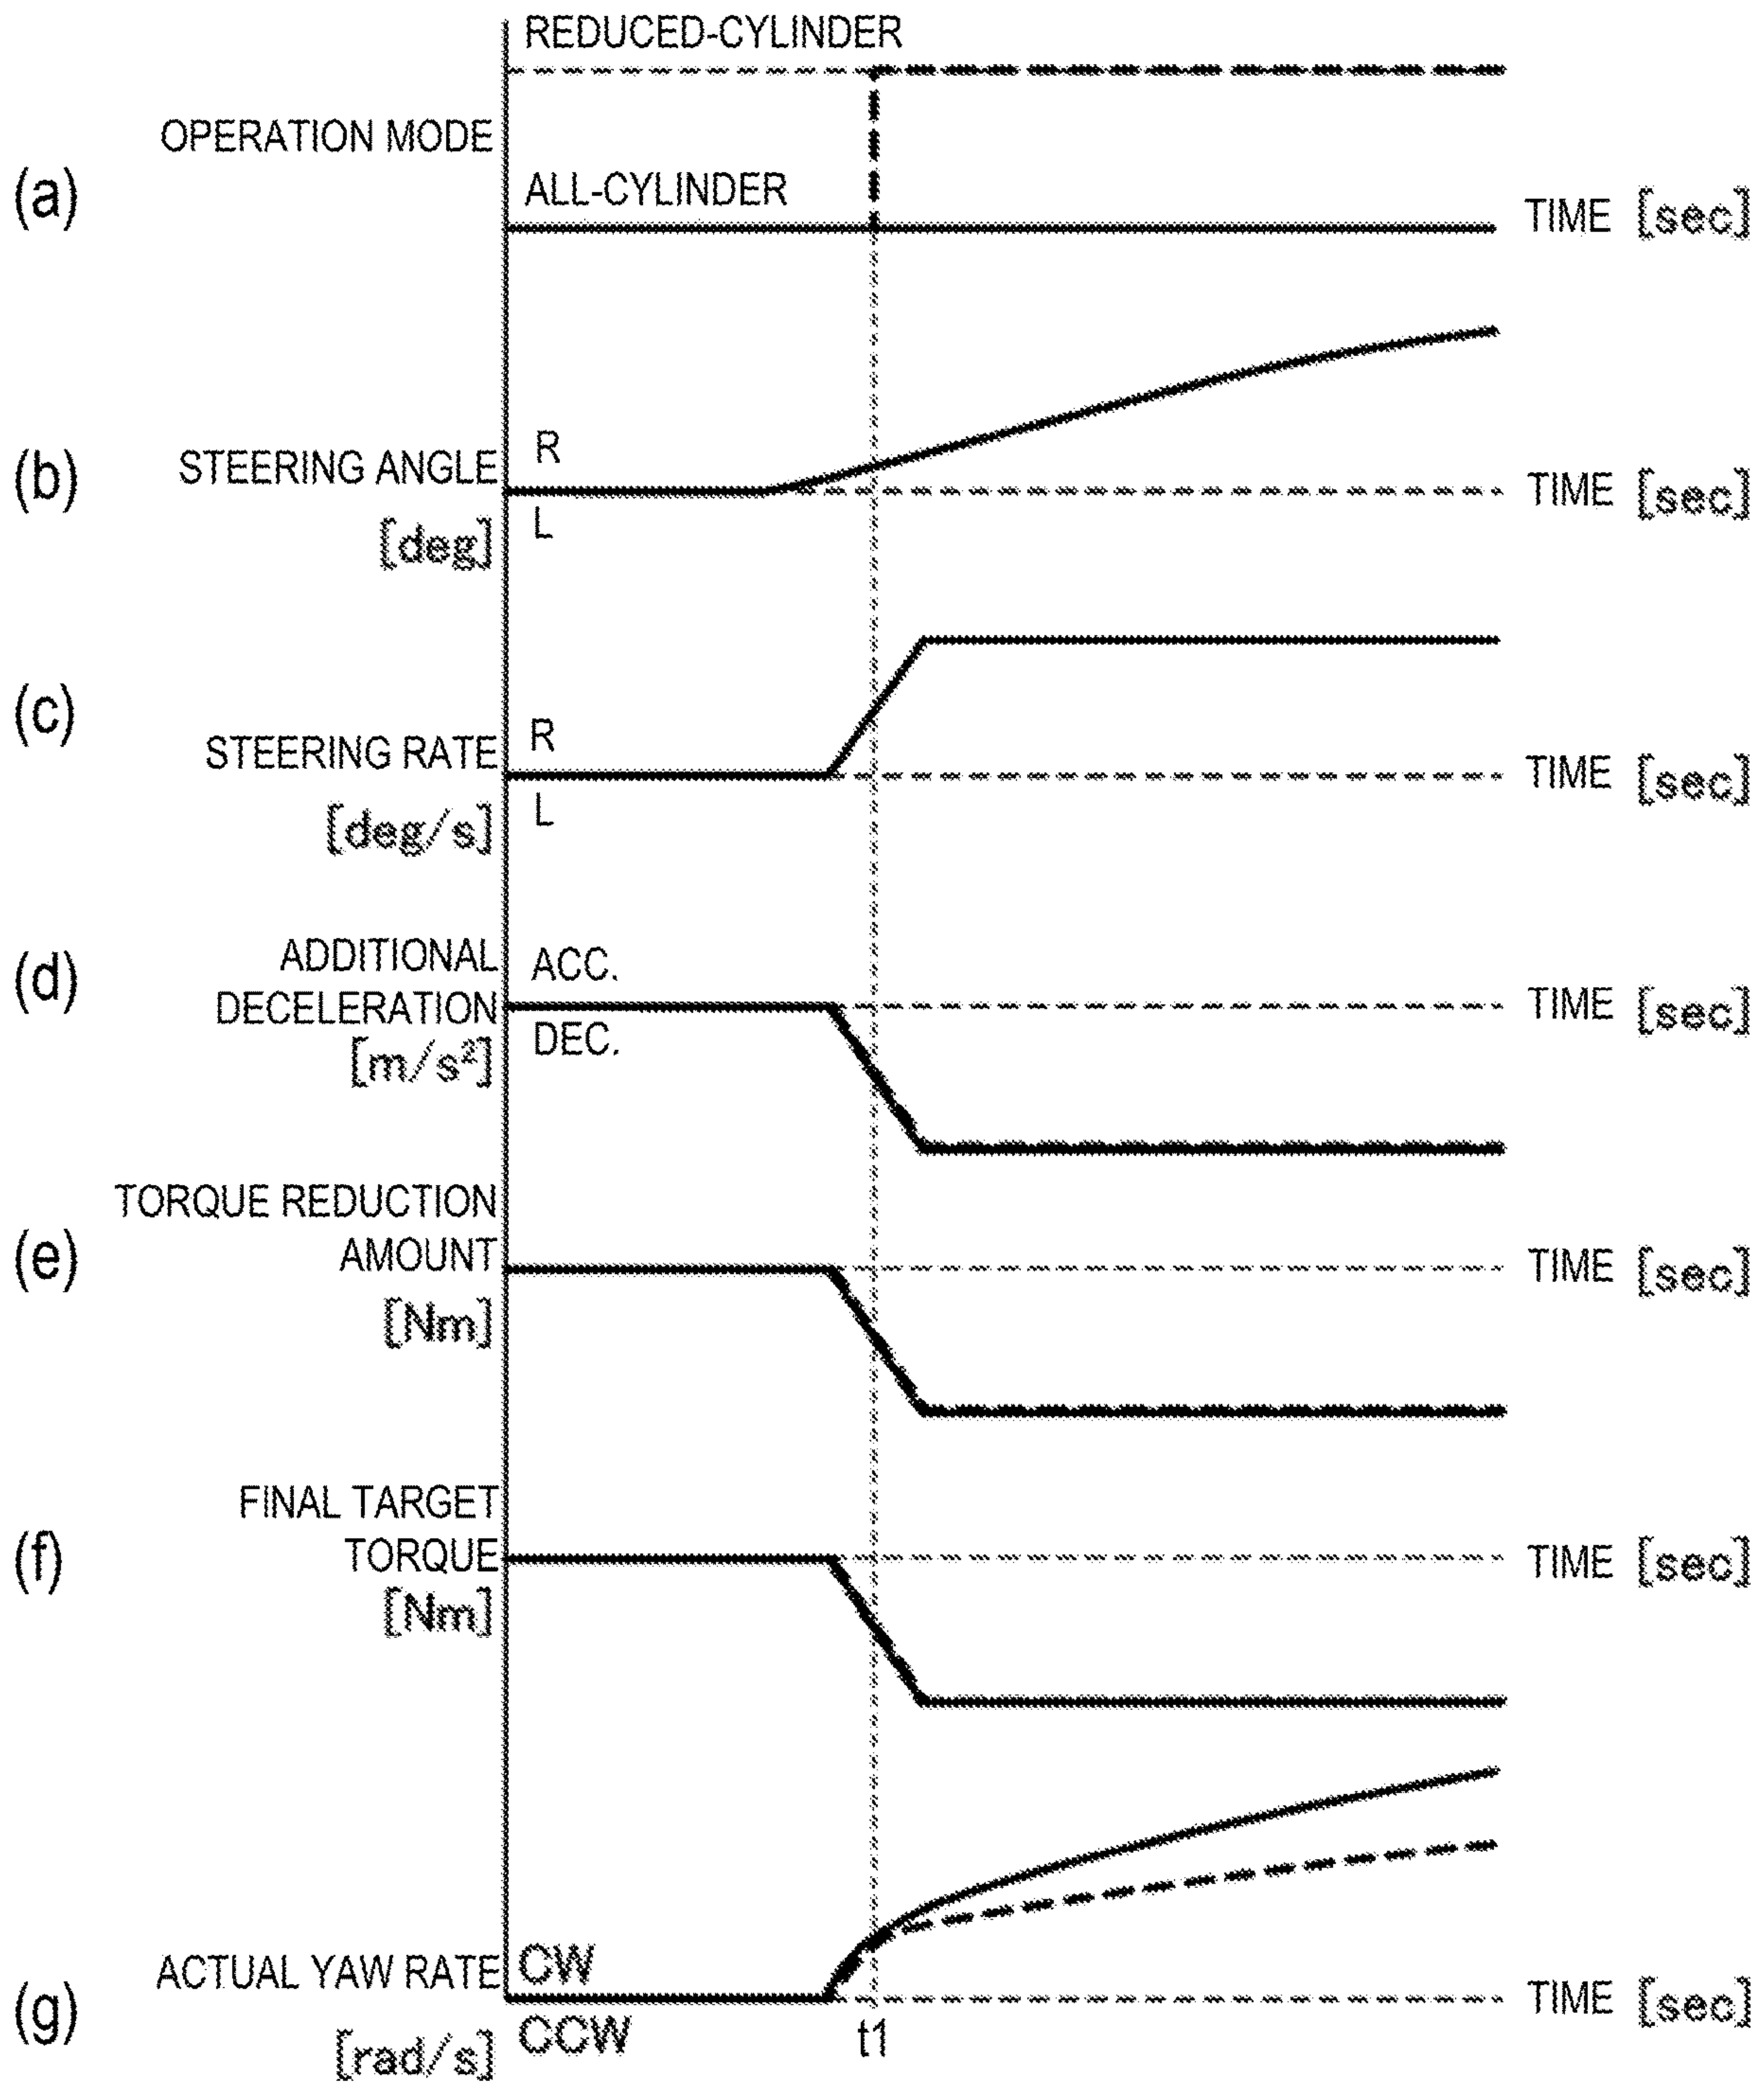 REDUCED-CYLINDER
OPERATION MODE
(a)
ALL-CYLINDER
TIME [sec]
R
(b)
STEERING ANGLE
[deg]
L
TIME [sec]
(c)
R
STEERING RATE
[deg/s]
L
TIME [sec]
(d)
ADDITIONAL
DECELERATION
[m/s²]
ACC.
DEC.
TIME [sec]
TORQUE REDUCTION
(e)
AMOUNT
[Nm]
TIME [sec]
FINAL TARGET
(f)
TORQUE
[Nm]
TIME [sec]
ACTUAL YAW RATE
(g)
[rad/s]
CW
CCW
t1
TIME [sec]